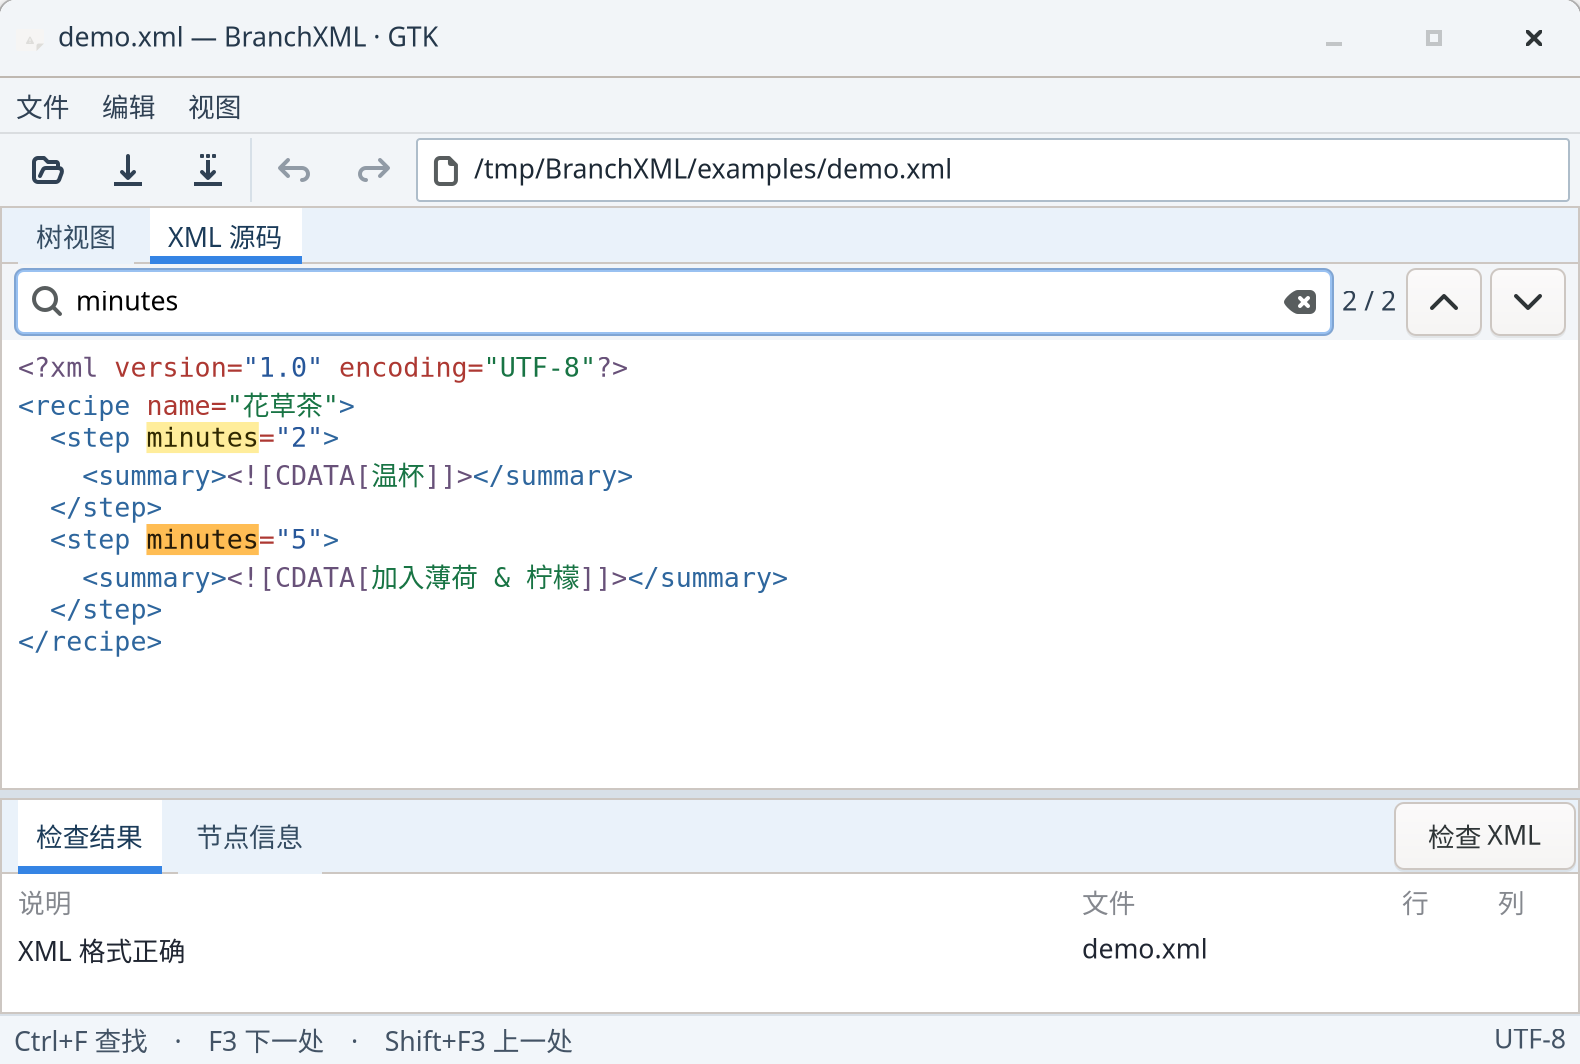 demo.xml — BranchXML · GTK
文件 编辑 视图
/tmp/BranchXML/examples/demo.xml
树视图 XML 源码
minutes 2 / 2
<?xml version="1.0" encoding="UTF-8"?>
<recipe name="花草茶">
  <step minutes="2">
    <summary><![CDATA[温杯]]></summary>
  </step>
  <step minutes="5">
    <summary><![CDATA[加入薄荷 & 柠檬]]></summary>
  </step>
</recipe>
检查结果 节点信息 检查 XML
说明 文件 行 列
XML 格式正确 demo.xml
Ctrl+F 查找 · F3 下一处 · Shift+F3 上一处 UTF-8